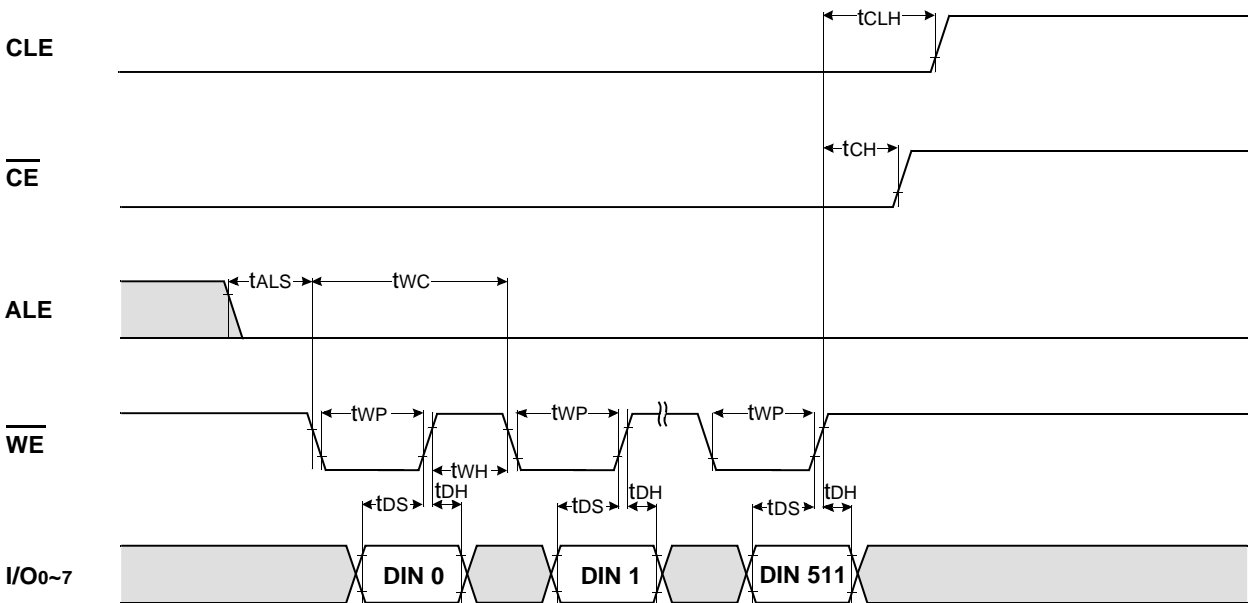 tCLH
CLE
tCH
CE
tALS
tWC
ALE
tWP
tWP
tWP
WE
tWH
tDS
tDH
tDS
tDH
tDS
tDH
I/O0~7
DIN 0
DIN 1
DIN 511